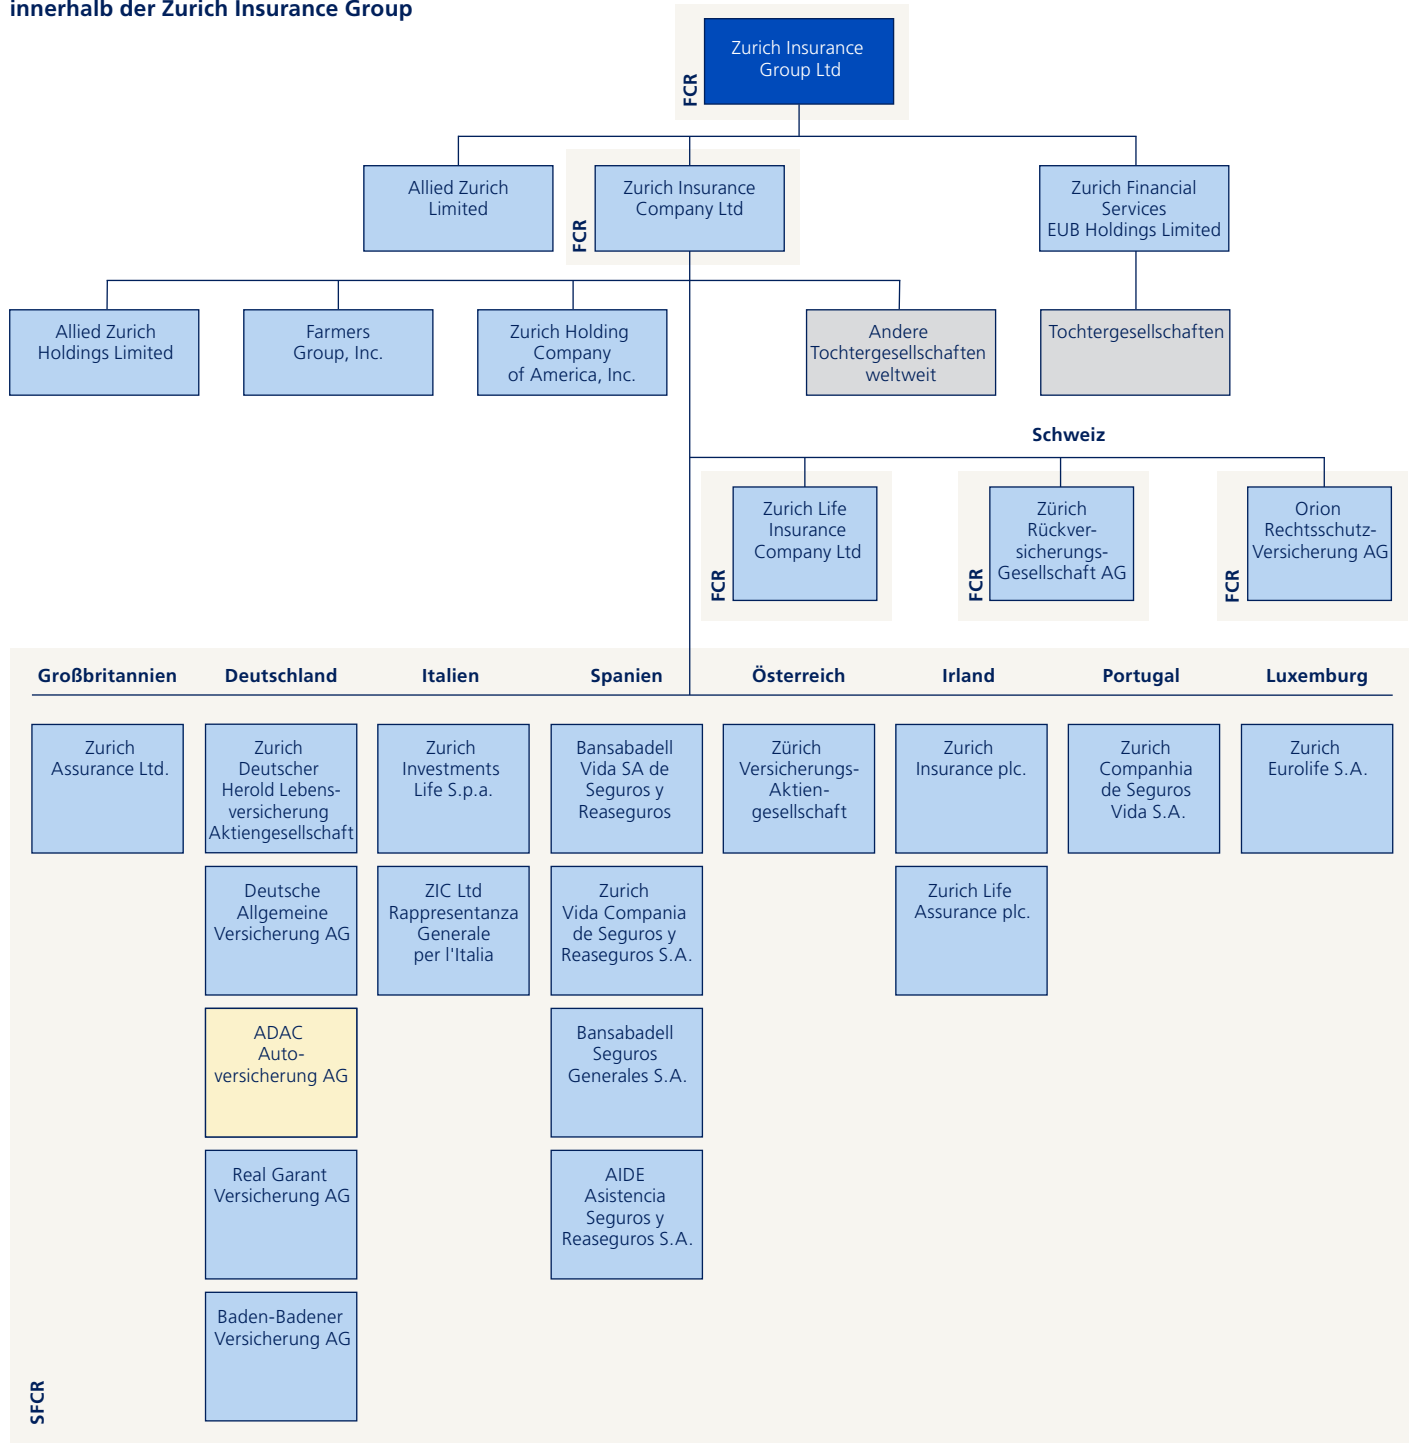 innerhalb der Zurich Insurance Group
Zurich Insurance
Group Ltd
FCR
Allied Zurich
Limited
Zurich Insurance
Company Ltd
FCR
Zurich Financial
Services
EUB Holdings Limited
Allied Zurich
Holdings Limited
Farmers
Group, Inc.
Zurich Holding
Company
of America, Inc.
Andere
Tochtergesellschaften
weltweit
Tochtergesellschaften
Schweiz
Zurich Life
Insurance
Company Ltd
FCR
Zürich
Rückver-
sicherungs-
Gesellschaft AG
FCR
Orion
Rechtsschutz-
Versicherung AG
FCR
Großbritannien
Deutschland
Italien
Spanien
Österreich
Irland
Portugal
Luxemburg
Zurich
Assurance Ltd.
Zurich
Deutscher
Herold Lebens-
versicherung
Aktiengesellschaft
Zurich
Investments
Life S.p.a.
Bansabadell
Vida SA de
Seguros y
Reaseguros
Zürich
Versicherungs-
Aktien-
gesellschaft
Zurich
Insurance plc.
Zurich
Companhia
de Seguros
Vida S.A.
Zurich
Eurolife S.A.
Deutsche
Allgemeine
Versicherung AG
ZIC Ltd
Rappresentanza
Generale
per l'Italia
Zurich
Vida Compania
de Seguros y
Reaseguros S.A.
Zurich Life
Assurance plc.
ADAC
Auto-
versicherung AG
Bansabadell
Seguros
Generales S.A.
Real Garant
Versicherung AG
AIDE
Asistencia
Seguros y
Reaseguros S.A.
Baden-Badener
Versicherung AG
SFCR